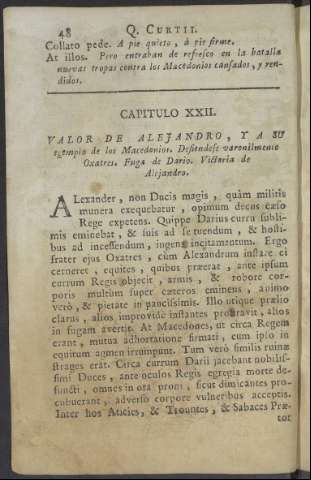 48 Q. CURTII.
Collato pede. A pie quieto, à pie firme.
At illos. Pero entraban de refresco en la batalla
nuevas tropas contra los Macedonios cansados, y ren-
didos.
CAPITULO XXII.
VALOR DE ALEJANDRO, Y A SU
egemplo de los Macedonios. Defiendese varonilmente
Oxatres. Fuga de Dario. Victoria de
Alejandro.
ALexander, non Ducis magis, quàm militis
munera exequebatur, opimum decus cæso
Rege expetens. Quippe Darius curru subli-
mis eminebat, & suis ad se tuendum, & hosti-
bus ad incessendum, ingens incitamentum. Ergo
frater ejus Oxatres, cùm Alexandrum instare ei
cerneret, equites, quibus præerat, ante ipsum
currum Regis objecit, armis, & robore cor-
poris multùm super cæteros eminens, animo
verò, & pietate in paucissimis. Illo utique prælio
clarus, alios improvidè instantes prostravit, alios
in fugam avertit. At Macedones, ut circa Regem
erant, mutua adhortatione firmati, cum ipso in
equitum agmen irrumpunt. Tum verò similis ruinæ
strages erat. Circa currum Darii jacebant nobilis-
simi Duces, ante oculos Regis egregia morte de-
functi, omnes in ora proni, sicut dimicantes pro-
cubuerant, adverso corpore vulneribus acceptis.
Inter hos Aticies, & Treuntes, & Sabaces Præ-
tor